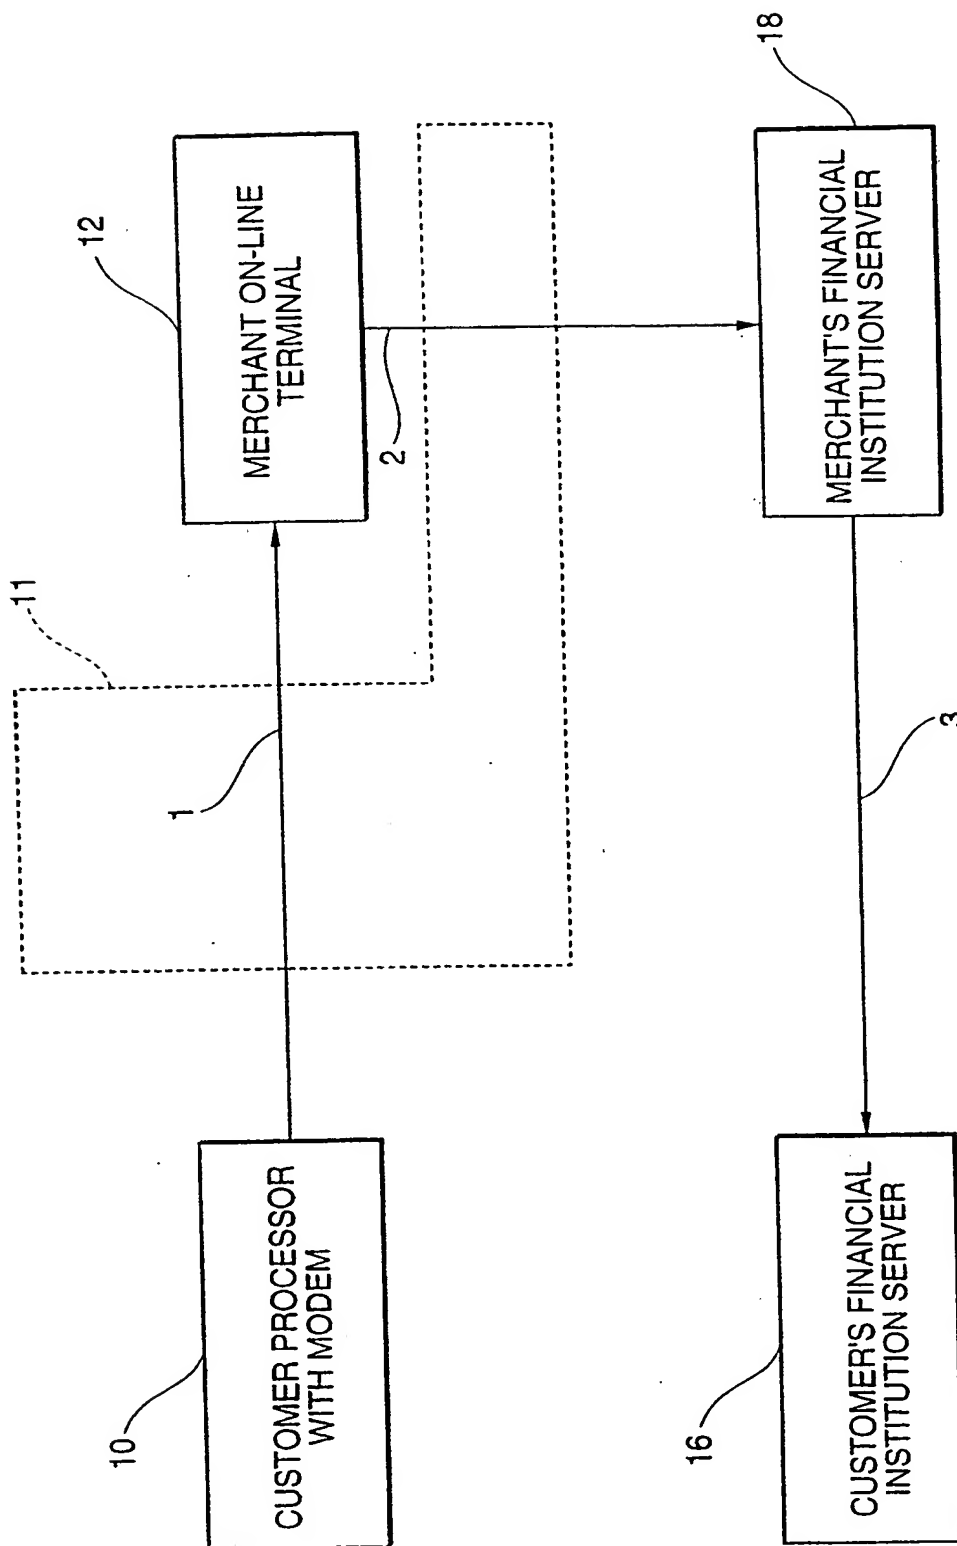 10
CUSTOMER PROCESSOR
WITH MODEM
11
1
12
MERCHANT ON-LINE
TERMINAL
2
16
CUSTOMER'S FINANCIAL
INSTITUTION SERVER
3
18
MERCHANT'S FINANCIAL
INSTITUTION SERVER